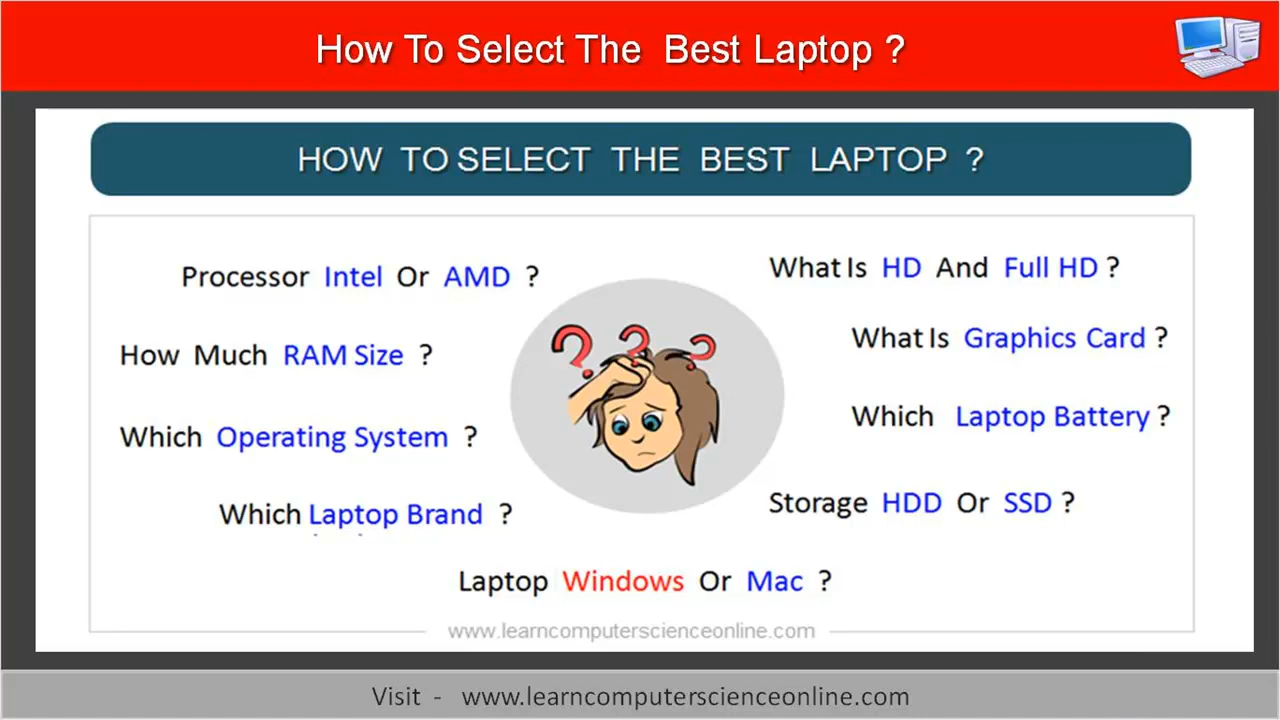 How To Select The Best Laptop ?
HOW TO SELECT THE BEST LAPTOP ?
Processor Intel Or AMD ?
How Much RAM Size ?
Which Operating System ?
Which Laptop Brand ?
What Is HD And Full HD ?
What Is Graphics Card ?
Which Laptop Battery ?
Storage HDD Or SSD ?
? ? ?
Laptop Windows Or Mac ?
www.learncomputerscienceonline.com
Visit - www.learncomputerscienceonline.com